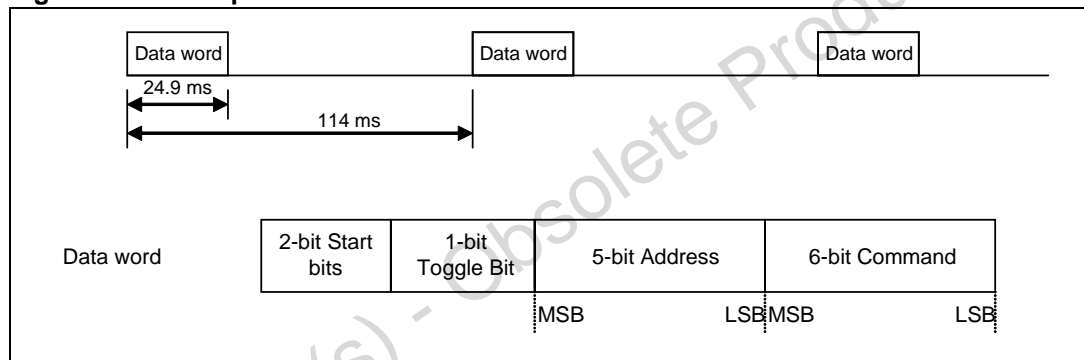 Data word
Data word
Data word
24.9 ms
114 ms
Data word
2-bit Start
bits
1-bit
Toggle Bit
5-bit Address
6-bit Command
MSB
LSB
MSB
LSB
(s) - Obsolete Produ